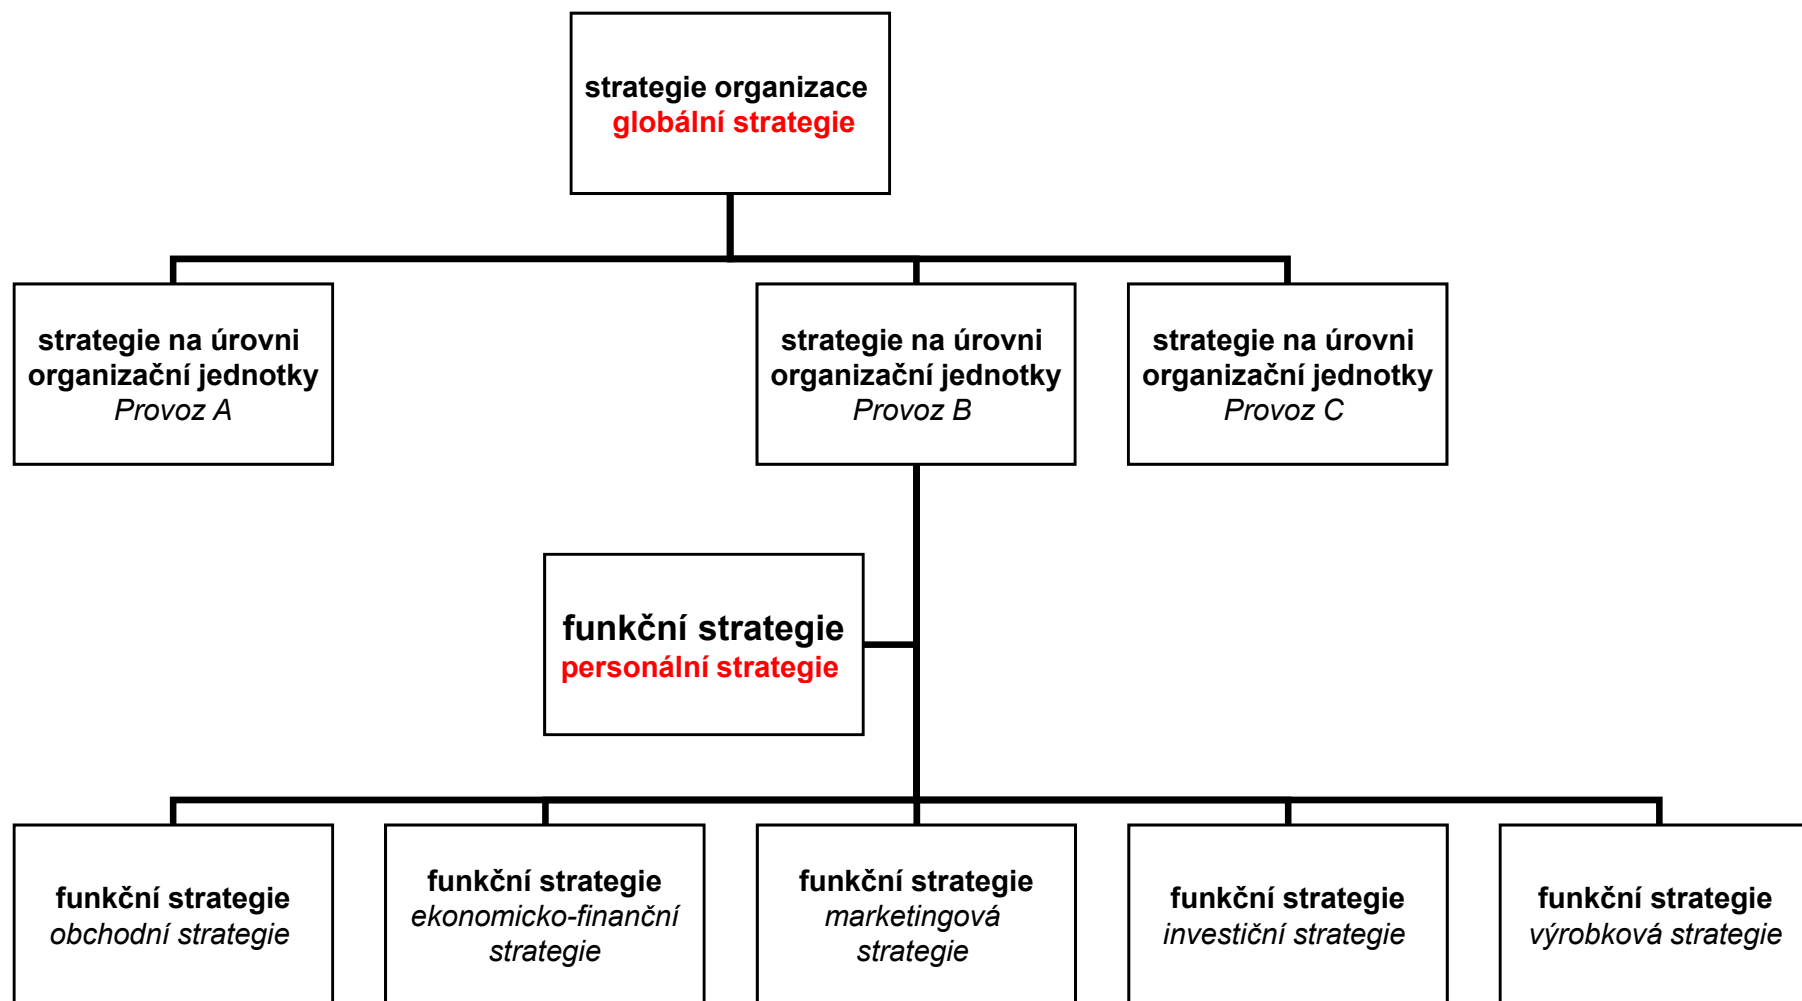 strategie organizace
globální strategie
strategie na úrovni
organizační jednotky
Provoz A
strategie na úrovni
organizační jednotky
Provoz B
strategie na úrovni
organizační jednotky
Provoz C
funkční strategie
personální strategie
funkční strategie
obchodní strategie
funkční strategie
ekonomicko-finanční
strategie
funkční strategie
marketingová
strategie
funkční strategie
investiční strategie
funkční strategie
výrobková strategie